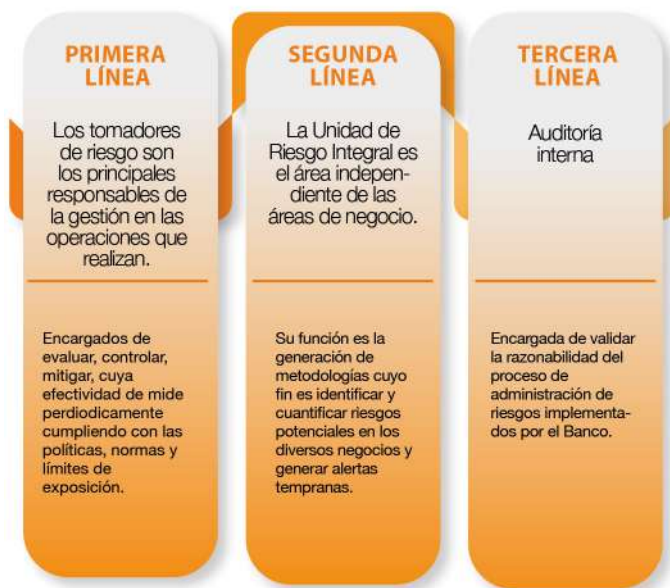 PRIMERA
LÍNEA
Los tomadores
de riesgo son
los principales
responsables de
la gestión en las
operaciones que
realizan.
Encargados de
evaluar, controlar,
mitigar, cuya
efectividad de mide
perdiodicamente
cumpliendo con las
políticas, normas y
límites de
exposición.
SEGUNDA
LÍNEA
La Unidad de
Riesgo Integral es
el área indepen-
diente de las
áreas de negocio.
Su función es la
generación de
metodologías cuyo
fin es identificar y
cuantificar riesgos
potenciales en los
diversos negocios y
generar alertas
tempranas.
TERCERA
LÍNEA
Auditoría
interna
Encargada de validar
la razonabilidad del
proceso de
administración de
riesgos implementa-
dos por el Banco.